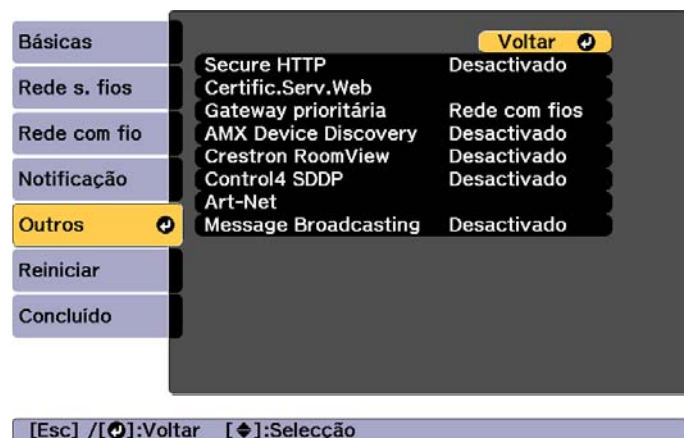 Básicas
Rede s. fios
Rede com fio
Notificação
Outros
Reiniciar
Concluído
Voltar
Secure HTTP Desactivado
Certific.Serv.Web
Gateway prioritária Rede com fios
AMX Device Discovery Desactivado
Crestron RoomView Desactivado
Control4 SDDP Desactivado
Art-Net
Message Broadcasting Desactivado
[Esc] /[ ]:Voltar [ ]:Selecção